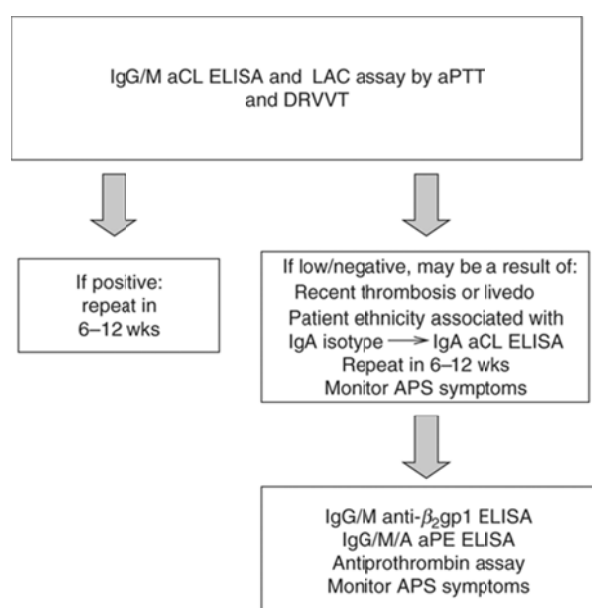 IgG/M aCL ELISA and LAC assay by aPTT
and DRVVT
If positive:
repeat in
6–12 wks
If low/negative, may be a result of:
Recent thrombosis or livedo
Patient ethnicity associated with
IgA isotype ⟶ IgA aCL ELISA
Repeat in 6–12 wks
Monitor APS symptoms
IgG/M anti-β₂gp1 ELISA
IgG/M/A aPE ELISA
Antiprothrombin assay
Monitor APS symptoms